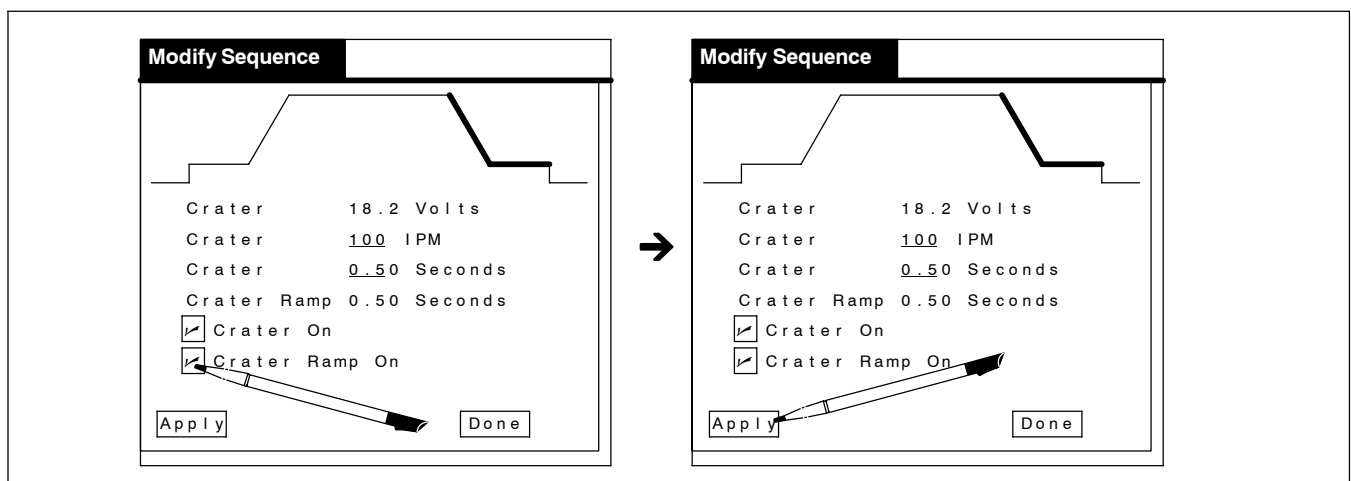 Modify Sequence
Crater 18.2 Volts
Crater 100 IPM
Crater 0.50 Seconds
Crater Ramp 0.50 Seconds
Crater On
Crater Ramp On
Apply Done
Modify Sequence
Crater 18.2 Volts
Crater 100 IPM
Crater 0.50 Seconds
Crater Ramp 0.50 Seconds
Crater On
Crater Ramp On
Apply Done